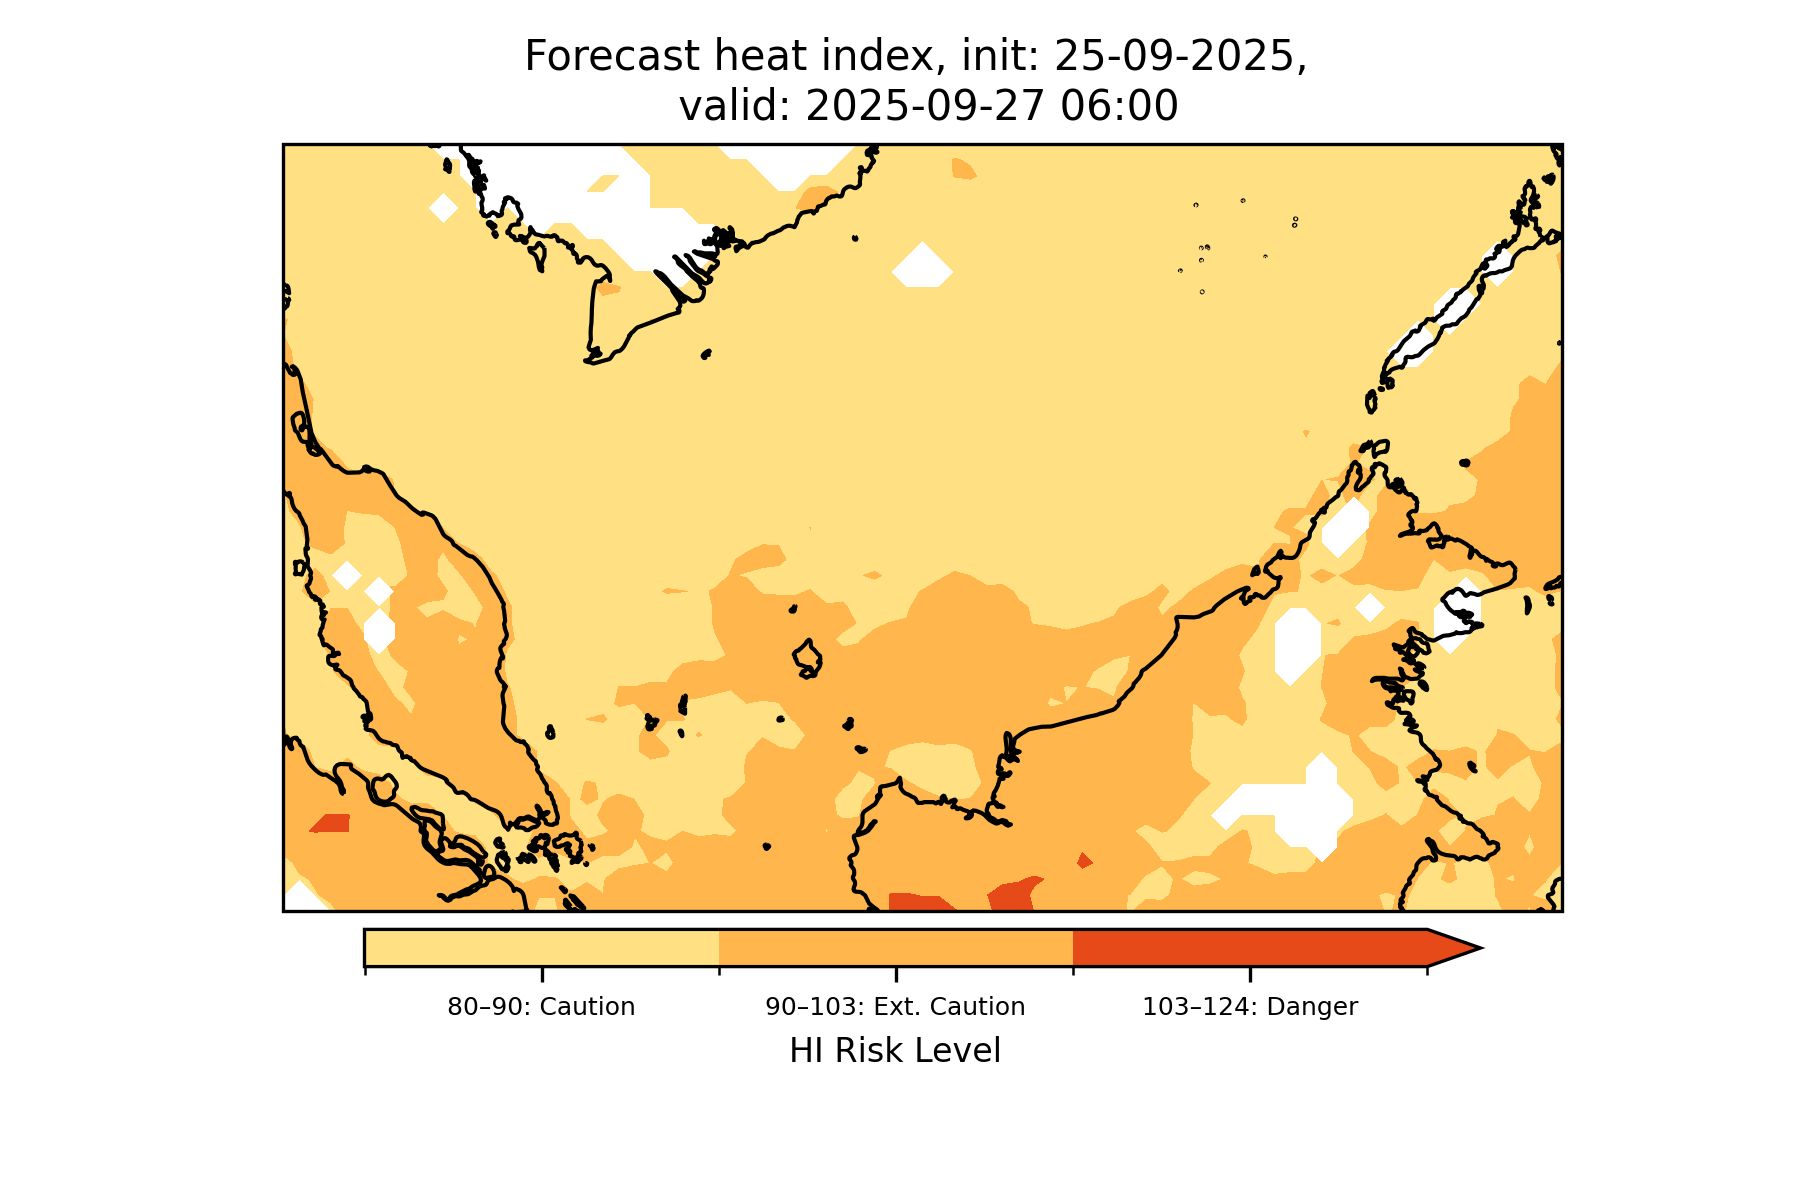 Forecast heat index, init: 25-09-2025,
valid: 2025-09-27 06:00
80–90: Caution
90–103: Ext. Caution
103–124: Danger
HI Risk Level